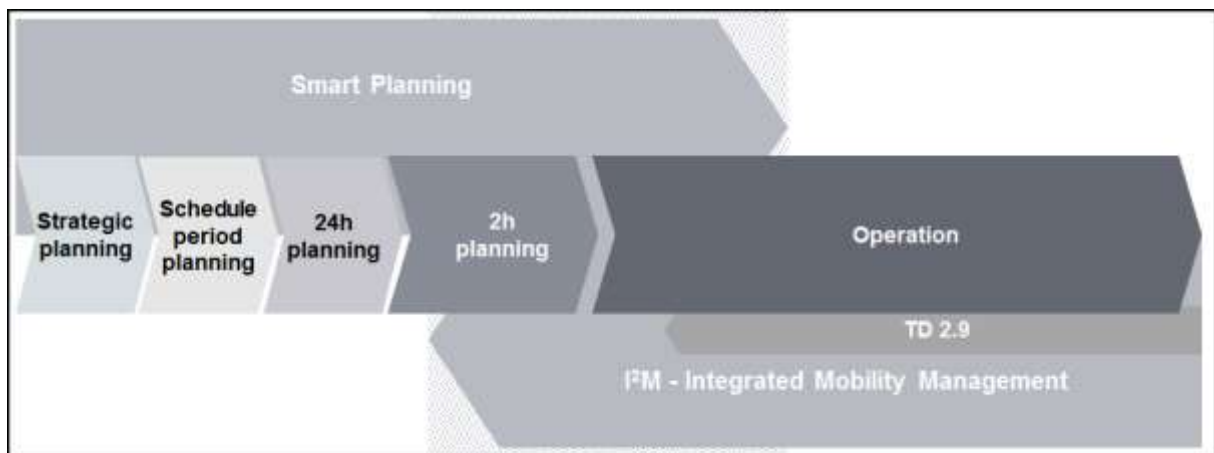 Smart Planning
Strategic
planning
Schedule
period
planning
24h
planning
2h
planning
Operation
TD 2.9
I²M - Integrated Mobility Management